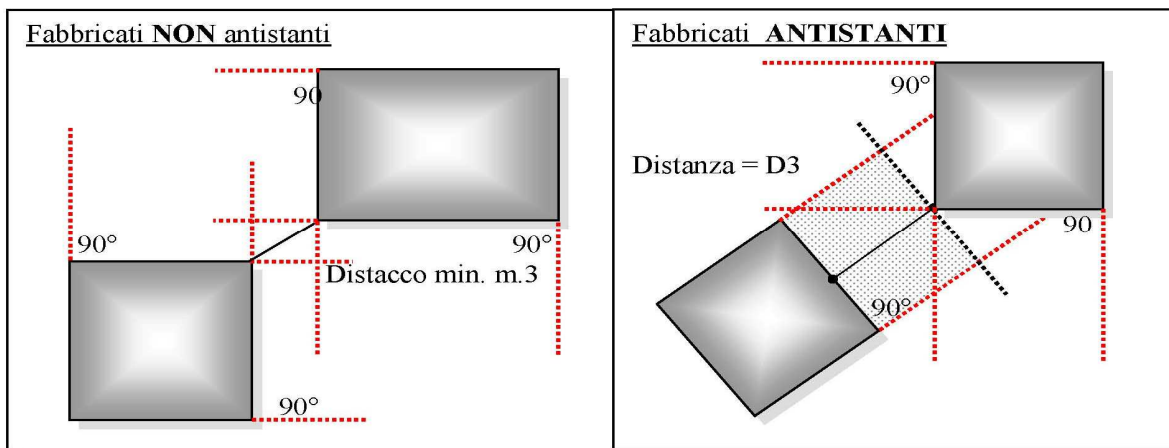 Fabbricati NON antistanti
90
90°
90°
Distacco min. m.3
90°
Fabbricati ANTISTANTI
90°
Distanza = D3
90
90°